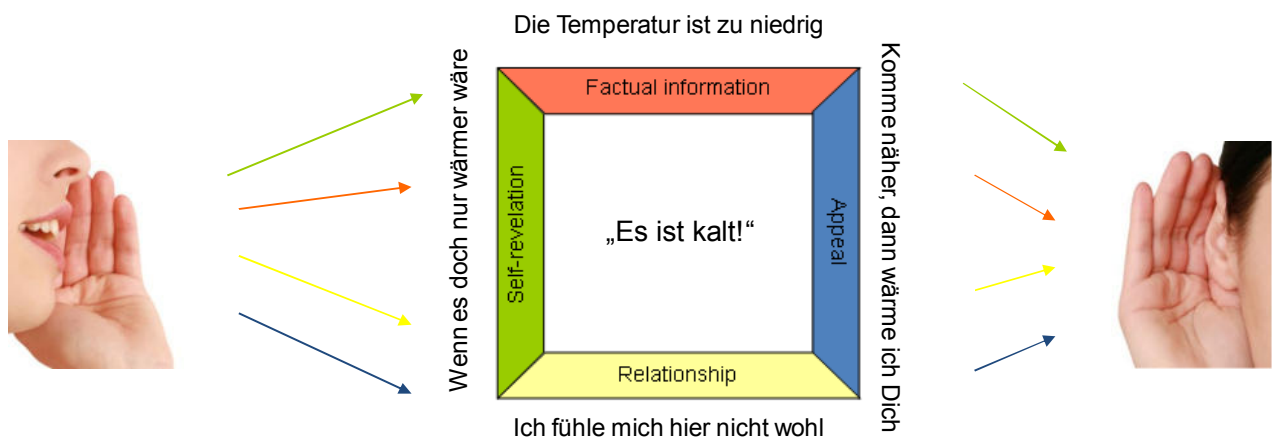 Die Temperatur ist zu niedrig
Wenn es doch nur wärmer wäre
Factual information
Self-revelation
„Es ist kalt!“
Appeal
Komme näher, dann wärme ich Dich
Relationship
Ich fühle mich hier nicht wohl